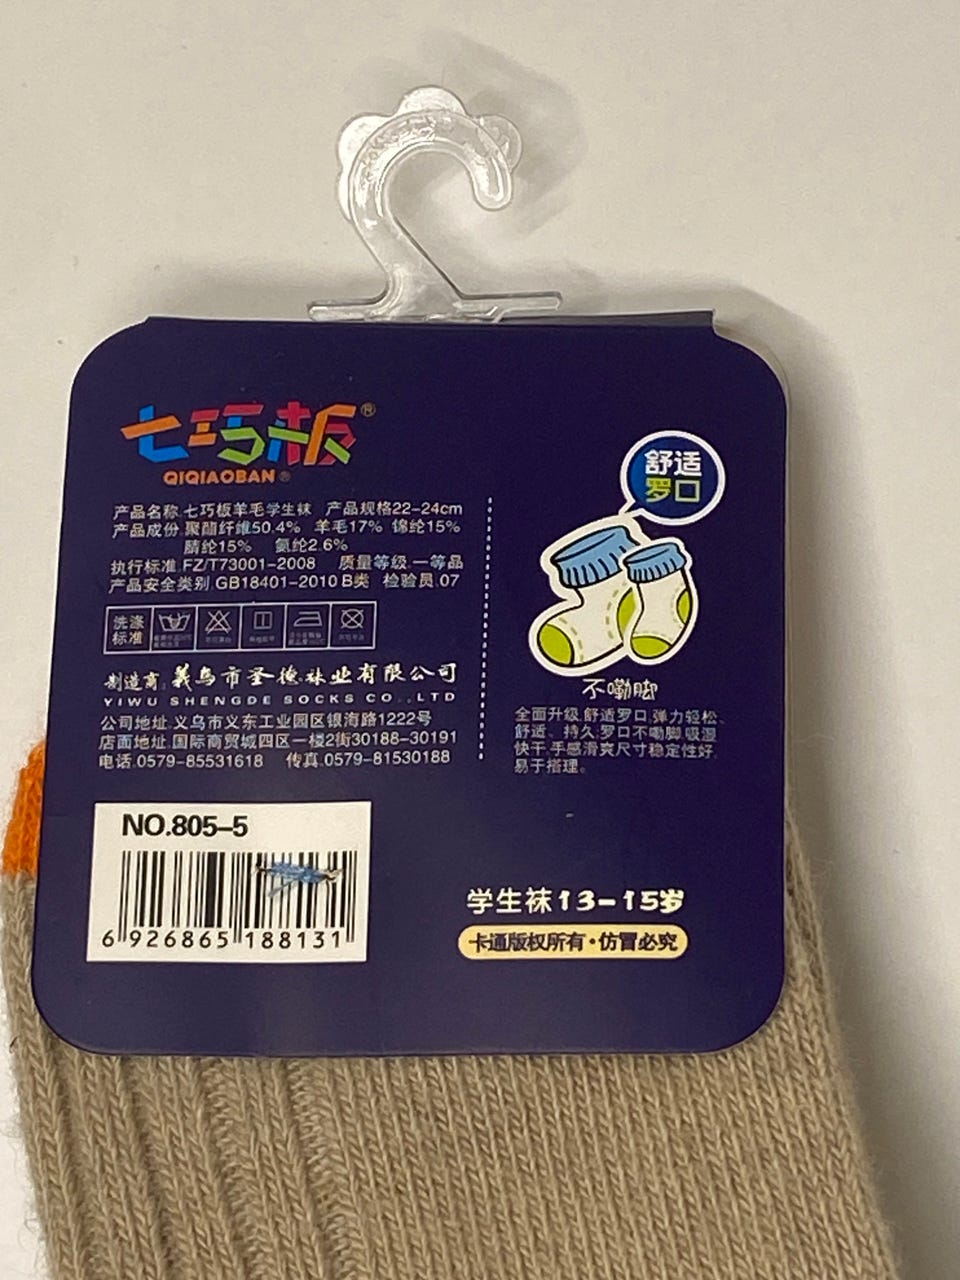 七巧板®
QIQIAOBAN®
产品名称.七巧板羊毛学生袜 产品规格22-24cm
产品成份.聚酯纤维50.4% 羊毛17% 锦纶15%
腈纶15% 氨纶2.6%
执行标准.FZ/T73001-2008 质量等级.一等品
产品安全类别.GB18401-2010 B类 检验员.07
洗涤
标准
制造商:義乌市圣德袜业有限公司
YIWU SHENGDE SOCKS CO.,LTD
公司地址.义乌市义东工业园区银海路1222号
店面地址.国际商贸城四区一楼2街30188-30191
电话.0579-85531618 传真.0579-81530188
NO.805-5
6 926865 188131
舒适
罗口
不嘞脚
全面升级.舒适罗口.弹力轻松、
舒适、持久.罗口不嘞脚.吸湿
快干.手感滑爽尺寸稳定性好.
易于搭理。
学生袜13-15岁
卡通版权所有·仿冒必究